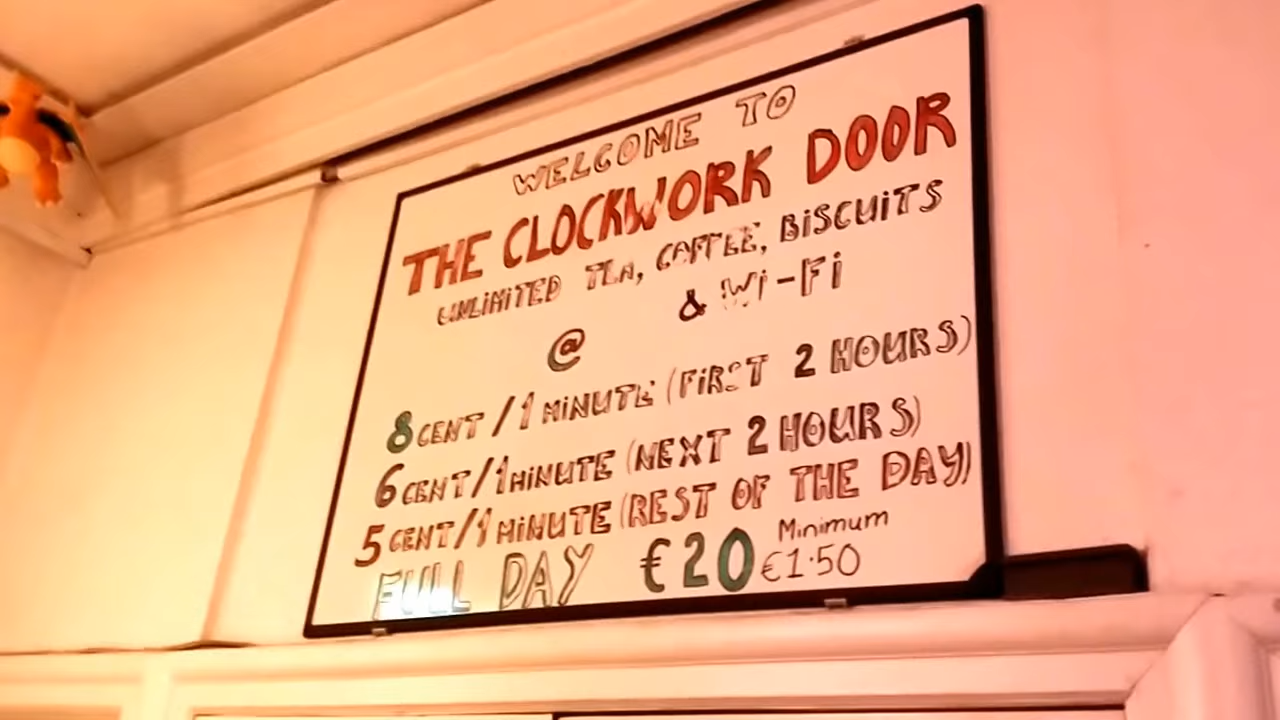 WELCOME TO
THE CLOCKWORK DOOR
UNLiMiTED TEA, COFFEE, BiSCUiTS
& Wi-Fi
@
8 CENT/1 MiNUTE (FiRST 2 HOURS)
6 CENT/1 MiNUTE (NEXT 2 HOURS)
5 CENT/1 MiNUTE (REST OF THE DAY)
FULL DAY €20 Minimum €1·50